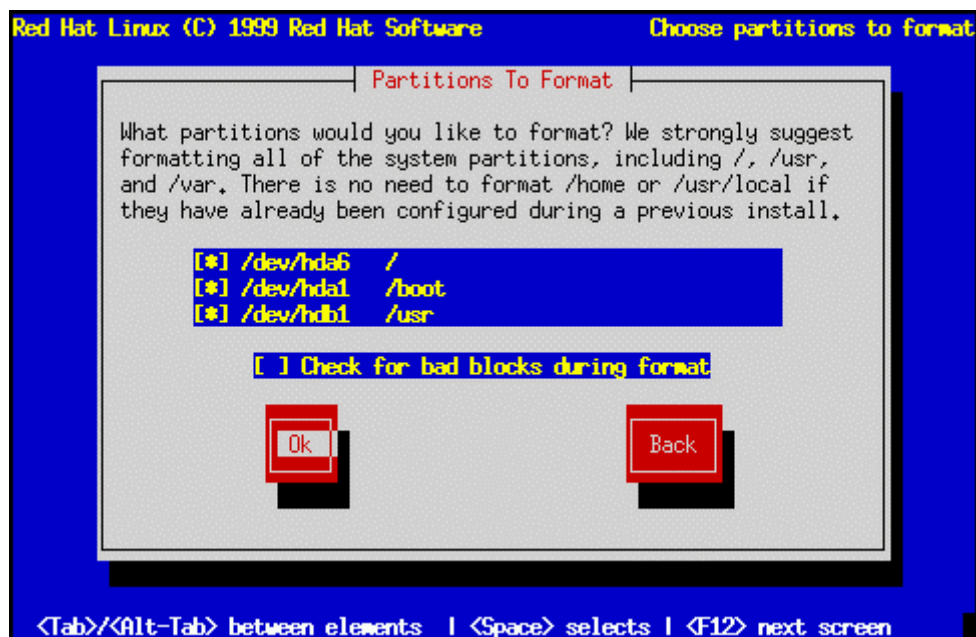 Red Hat Linux (C) 1999 Red Hat Software Choose partitions to format
Partitions To Format
What partitions would you like to format? We strongly suggest
formatting all of the system partitions, including /, /usr,
and /var. There is no need to format /home or /usr/local if
they have already been configured during a previous install.
[*] /dev/hda6 /
[*] /dev/hda1 /boot
[*] /dev/hdb1 /usr
[ ] Check for bad blocks during format
Ok Back
<Tab>/<Alt-Tab> between elements | <Space> selects | <F12> next screen